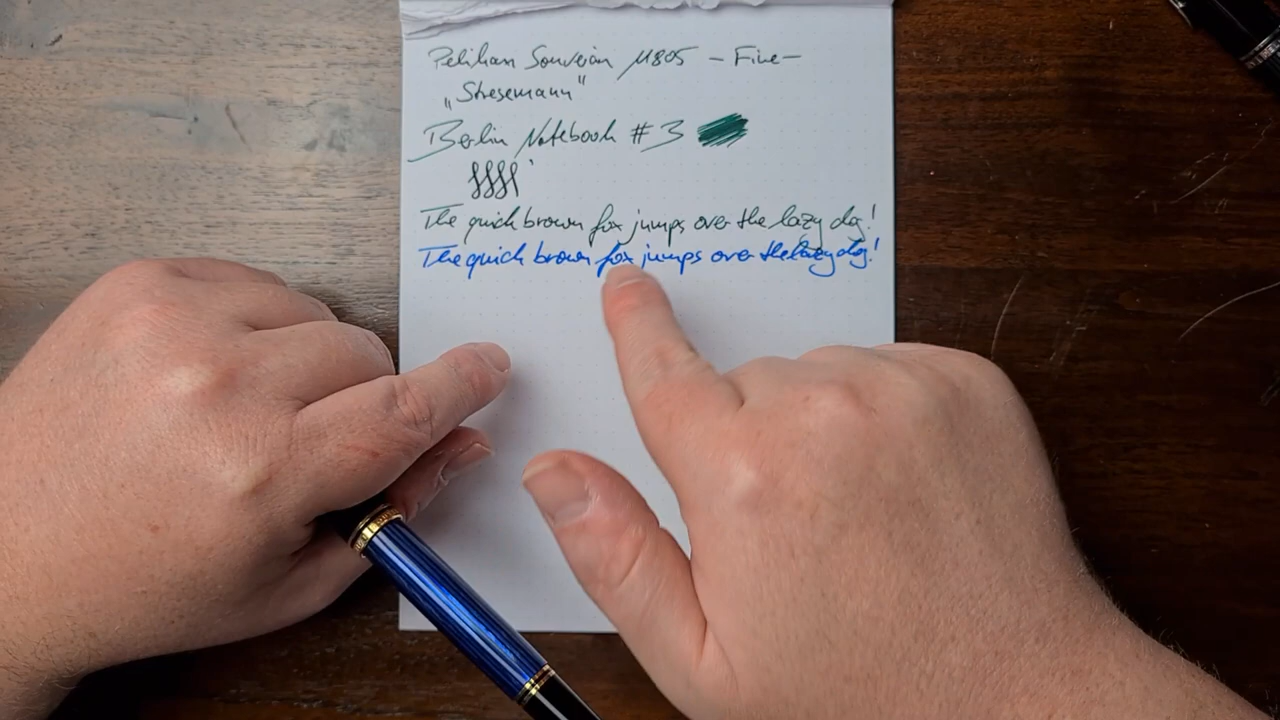 Pelikan Souverän M805 – Fine –
„Stresemann"
Berlin Notebook #3
The quick brown fox jumps over the lazy dog!
The quick brown fox jumps over the lazy dog!